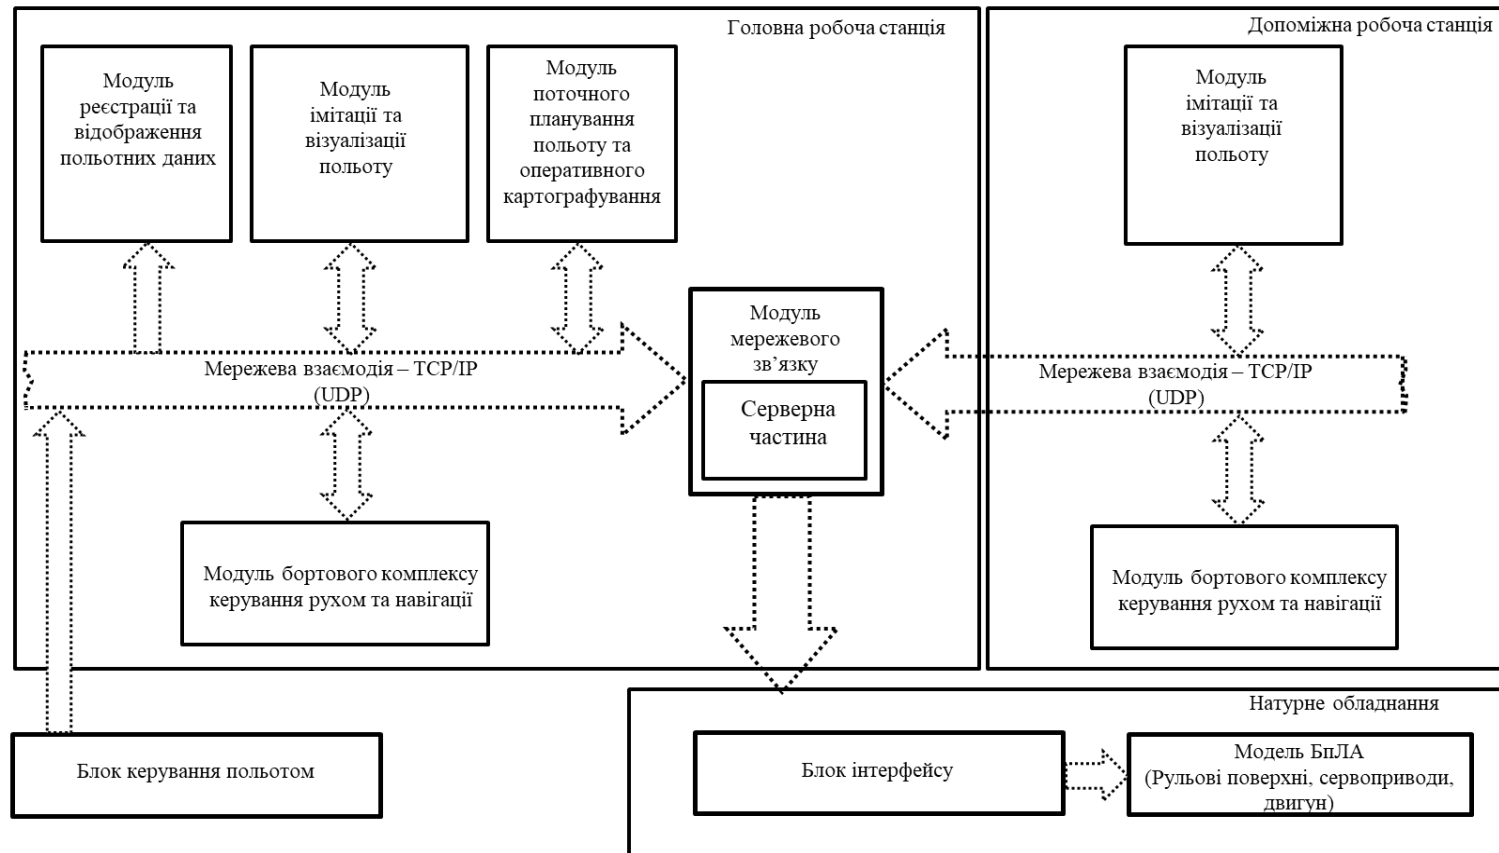 Головна робоча станція
Допоміжна робоча станція
Модуль
реєстрації та
відображення
польотних даних
Модуль
імітації та
візуалізації
польоту
Модуль
поточного
планування
польоту та
оперативного
картографування
Модуль
імітації та
візуалізації
польоту
Модуль
мережевого
зв’язку
Серверна
частина
Мережева взаємодія – TCP/IP
(UDP)
Мережева взаємодія – TCP/IP
(UDP)
Модуль бортового комплексу
керування рухом та навігації
Модуль бортового комплексу
керування рухом та навігації
Натурне обладнання
Блок керування польотом
Блок інтерфейсу
Модель БпЛА
(Рульові поверхні, сервоприводи,
двигун)